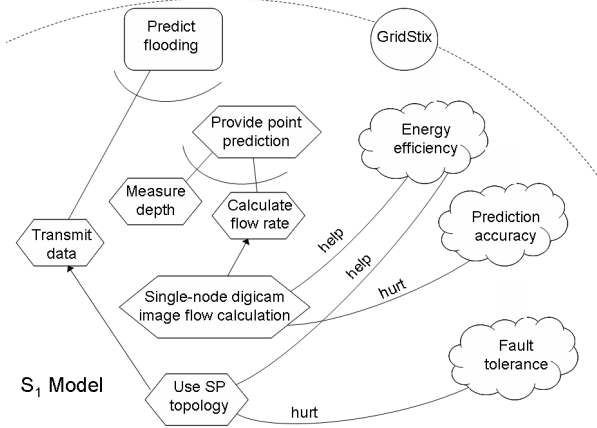 Predict
flooding
GridStix
Provide point
prediction
Energy
efficiency
Measure
depth
Calculate
flow rate
Prediction
accuracy
Transmit
data
help
help
hurt
Single-node digicam
image flow calculation
Fault
tolerance
S1 Model
Use SP
topology
hurt